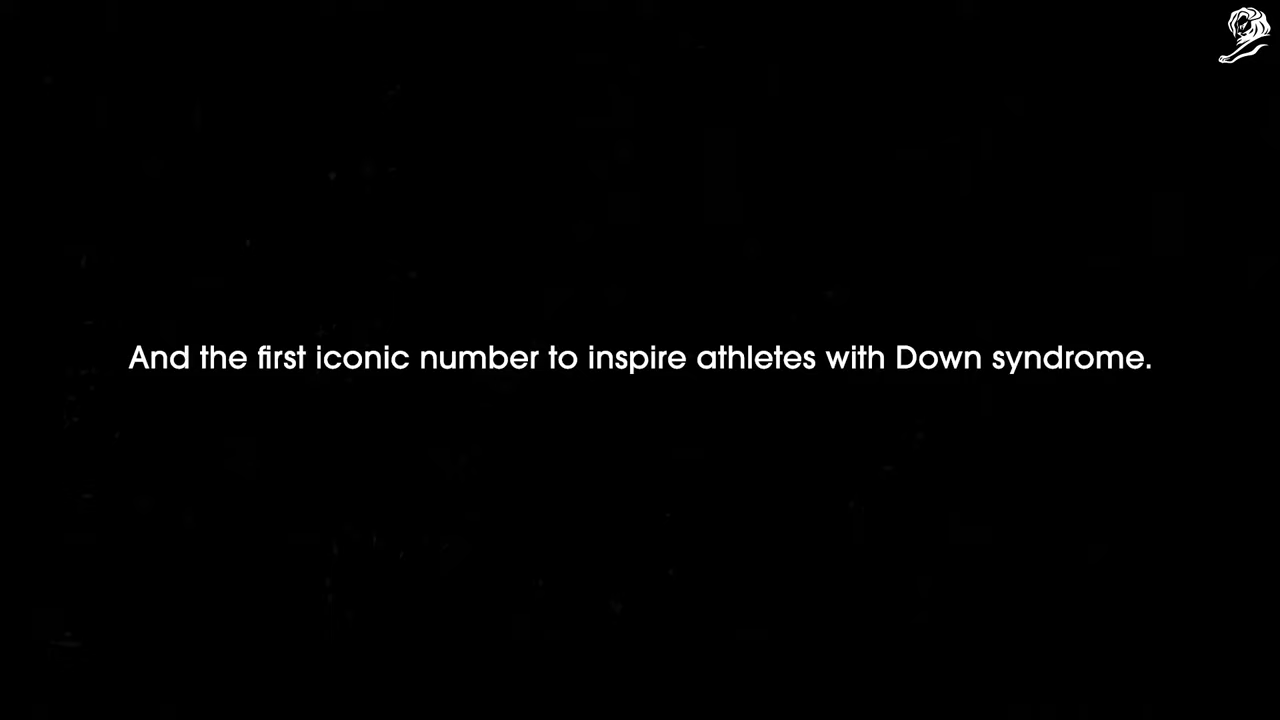 And the first iconic number to inspire athletes with Down syndrome.